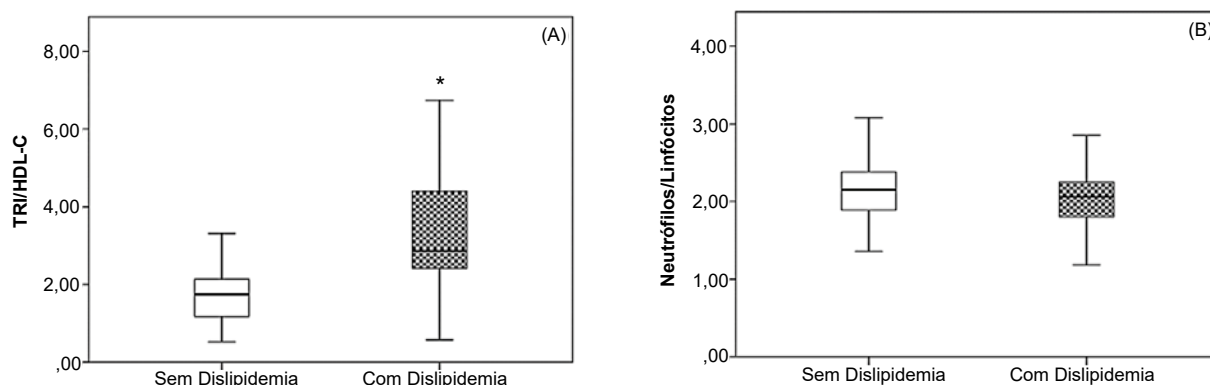 (A)
8,00
6,00
4,00
2,00
,00
TRI/HDL-C
*
Sem Dislipidemia
Com Dislipidemia
(B)
4,00
3,00
2,00
1,00
,00
Neutrófilos/Linfócitos
Sem Dislipidemia
Com Dislipidemia